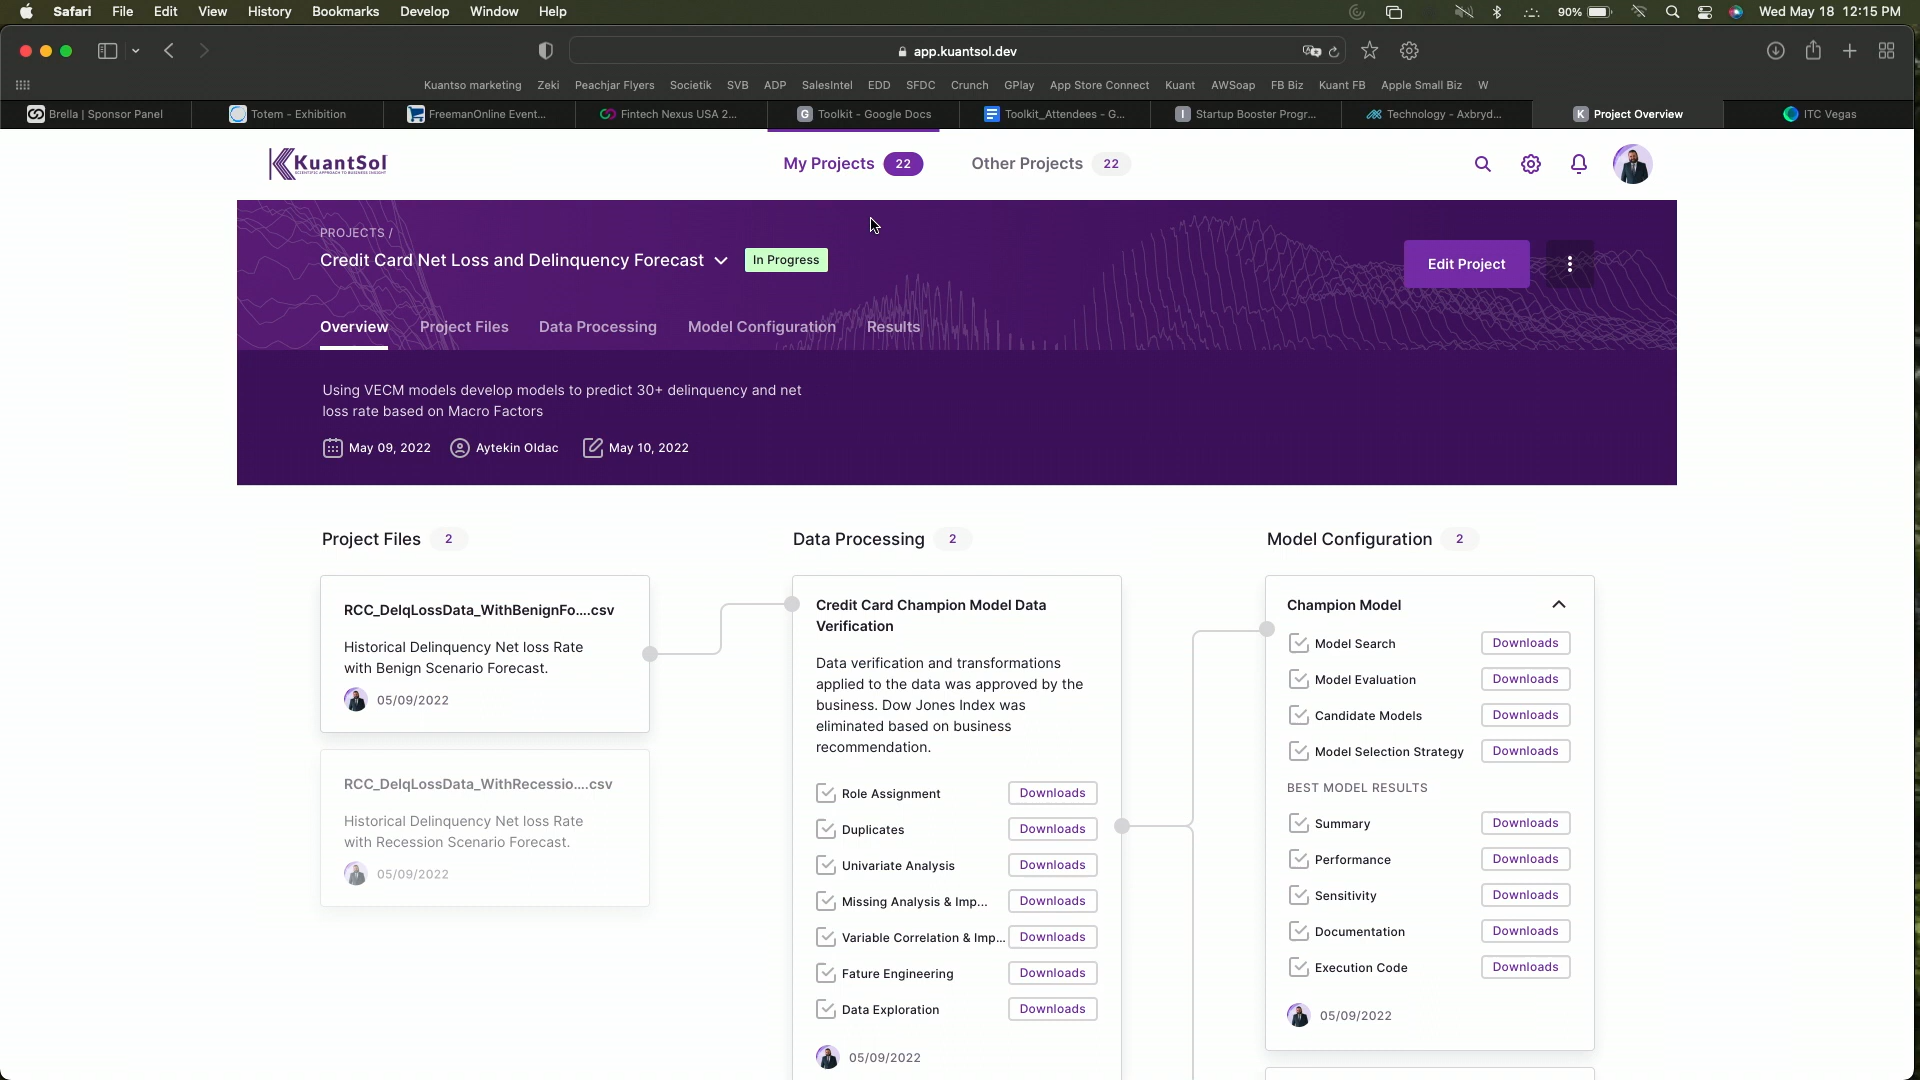 Safari File Edit View History Bookmarks Develop Window Help 90% Wed May 18 12:15 PM
app.kuantsol.dev
Kuantso marketing Zeki Peachjar Flyers Societik SVB ADP SalesIntel EDD SFDC Crunch GPlay App Store Connect Kuant AWSoap FB Biz Kuant FB Apple Small Biz W
Brella | Sponsor Panel Totem - Exhibition FreemanOnline Event... Fintech Nexus USA 2... G Toolkit - Google Docs Toolkit_Attendees - G... I Startup Booster Progr... Technology - Axbryd... K Project Overview ITC Vegas
KuantSol
SCIENTIFIC APPROACH TO BUSINESS INSIGHT
My Projects 22 Other Projects 22
PROJECTS /
Credit Card Net Loss and Delinquency Forecast In Progress
Edit Project
Overview Project Files Data Processing Model Configuration Results
Using VECM models develop models to predict 30+ delinquency and net
loss rate based on Macro Factors
May 09, 2022 Aytekin Oldac May 10, 2022
Project Files 2
RCC_DelqLossData_WithBenignFo....csv
Historical Delinquency Net loss Rate
with Benign Scenario Forecast.
05/09/2022
RCC_DelqLossData_WithRecessio....csv
Historical Delinquency Net loss Rate
with Recession Scenario Forecast.
05/09/2022
Data Processing 2
Credit Card Champion Model Data
Verification
Data verification and transformations
applied to the data was approved by the
business. Dow Jones Index was
eliminated based on business
recommendation.
Role Assignment Downloads
Duplicates Downloads
Univariate Analysis Downloads
Missing Analysis & Imp... Downloads
Variable Correlation & Imp... Downloads
Fature Engineering Downloads
Data Exploration Downloads
05/09/2022
Model Configuration 2
Champion Model
Model Search Downloads
Model Evaluation Downloads
Candidate Models Downloads
Model Selection Strategy Downloads
BEST MODEL RESULTS
Summary Downloads
Performance Downloads
Sensitivity Downloads
Documentation Downloads
Execution Code Downloads
05/09/2022